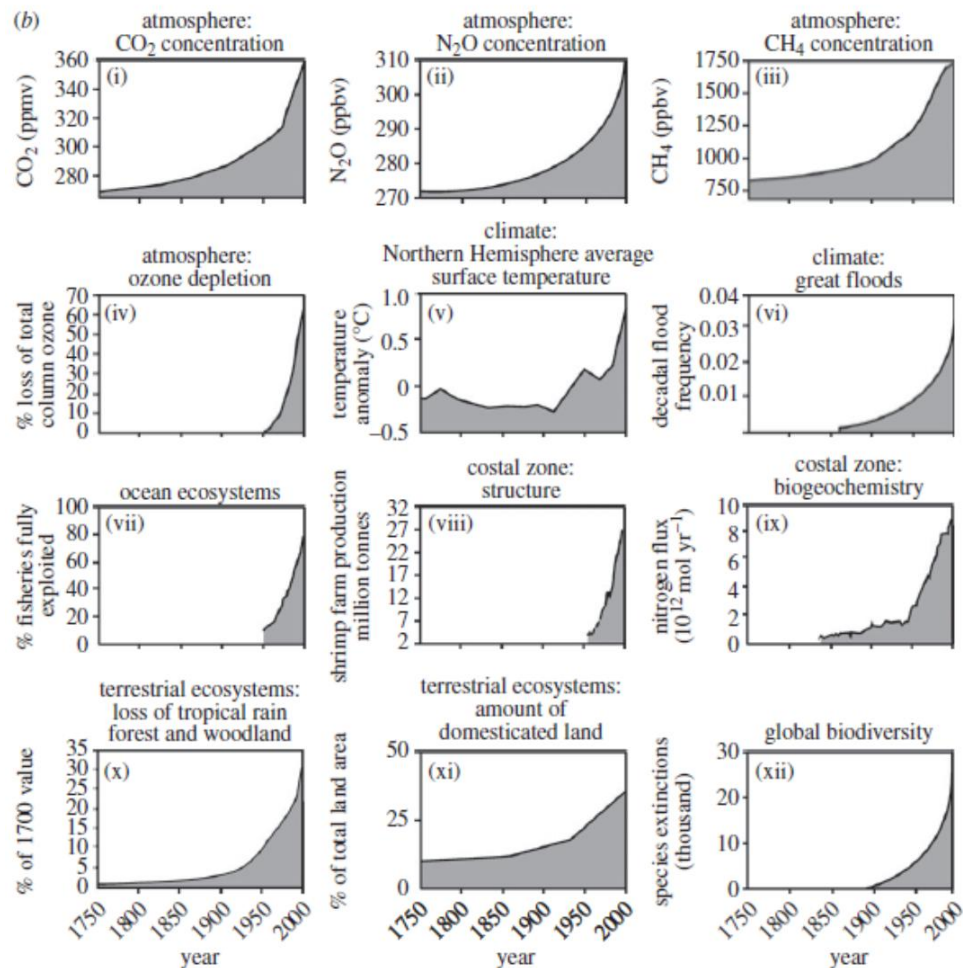 (b)
atmosphere:
CO₂ concentration
360
340
320
300
280
CO₂ (ppmv)
(i)
atmosphere:
N₂O concentration
310
300
290
280
270
N₂O (ppbv)
(ii)
atmosphere:
CH₄ concentration
1750
1500
1250
1000
750
CH₄ (ppbv)
(iii)
atmosphere:
ozone depletion
70
60
50
40
30
20
10
0
% loss of total
column ozone
(iv)
climate:
Northern Hemisphere average
surface temperature
1.0
0.5
0
–0.5
temperature
anomaly (°C)
(v)
climate:
great floods
0.04
0.03
0.02
0.01
decadal flood
frequency
(vi)
ocean ecosystems
100
80
60
40
20
0
% fisheries fully
exploited
(vii)
costal zone:
structure
32
27
22
17
12
7
2
shrimp farm production
million tonnes
(viii)
costal zone:
biogeochemistry
10
8
6
4
2
0
nitrogen flux
(10¹² mol yr⁻¹)
(ix)
terrestrial ecosystems:
loss of tropical rain
forest and woodland
35
30
25
20
15
10
5
0
% of 1700 value
(x)
1750
1800
1850
1900
1950
2000
year
terrestrial ecosystems:
amount of
domesticated land
50
25
0
% of total land area
(xi)
1750
1800
1850
1900
1950
2000
year
global biodiversity
30
20
10
0
species extinctions
(thousand)
(xii)
1750
1800
1850
1900
1950
2000
year